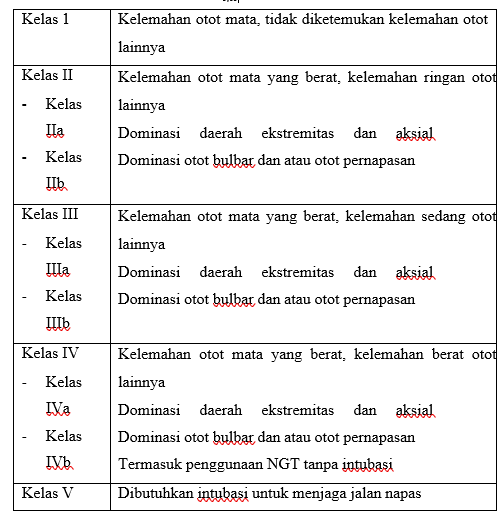 Kelas 1
Kelemahan otot mata, tidak diketemukan kelemahan otot
lainnya
Kelas II
- Kelas
IIa
- Kelas
IIb
Kelemahan otot mata yang berat, kelemahan ringan otot
lainnya
Dominasi daerah ekstremitas dan aksial
Dominasi otot bulbar dan atau otot pernapasan
Kelas III
- Kelas
IIIa
- Kelas
IIIb
Kelemahan otot mata yang berat, kelemahan sedang otot
lainnya
Dominasi daerah ekstremitas dan aksial
Dominasi otot bulbar dan atau otot pernapasan
Kelas IV
- Kelas
IVa
- Kelas
IVb
Kelemahan otot mata yang berat, kelemahan berat otot
lainnya
Dominasi daerah ekstremitas dan aksial
Dominasi otot bulbar dan atau otot pernapasan
Termasuk penggunaan NGT tanpa intubasi
Kelas V
Dibutuhkan intubasi untuk menjaga jalan napas